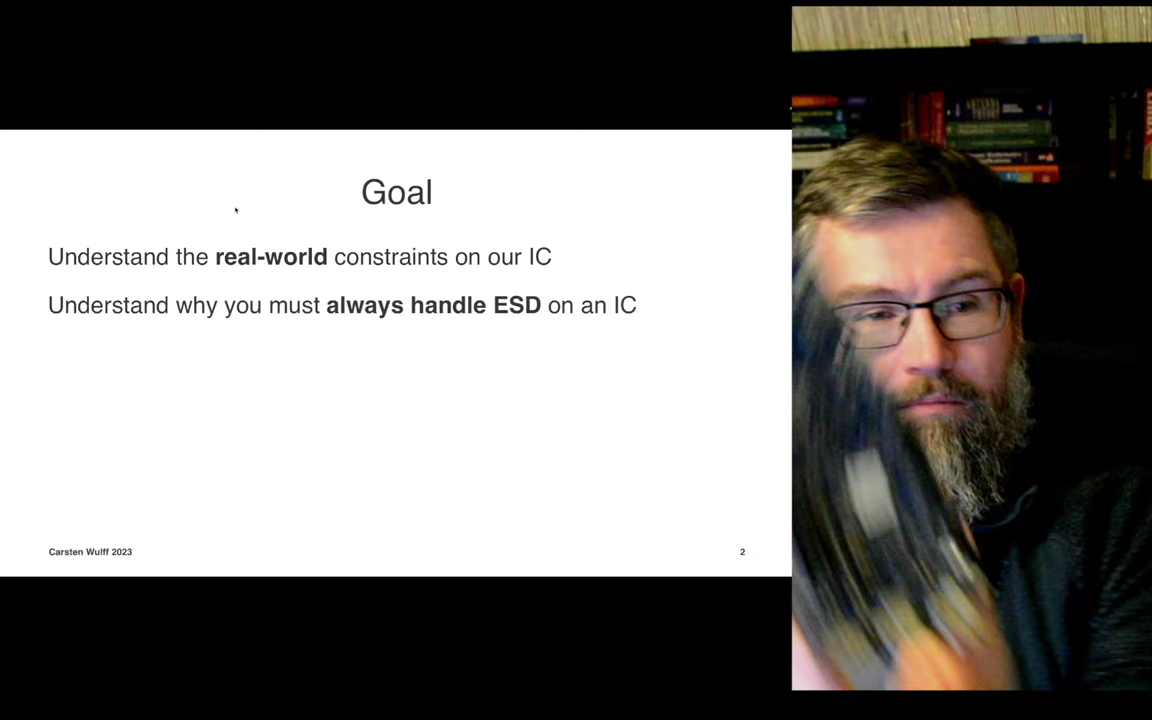 Goal
Understand the real-world constraints on our IC
Understand why you must always handle ESD on an IC
Carsten Wulff 2023
2